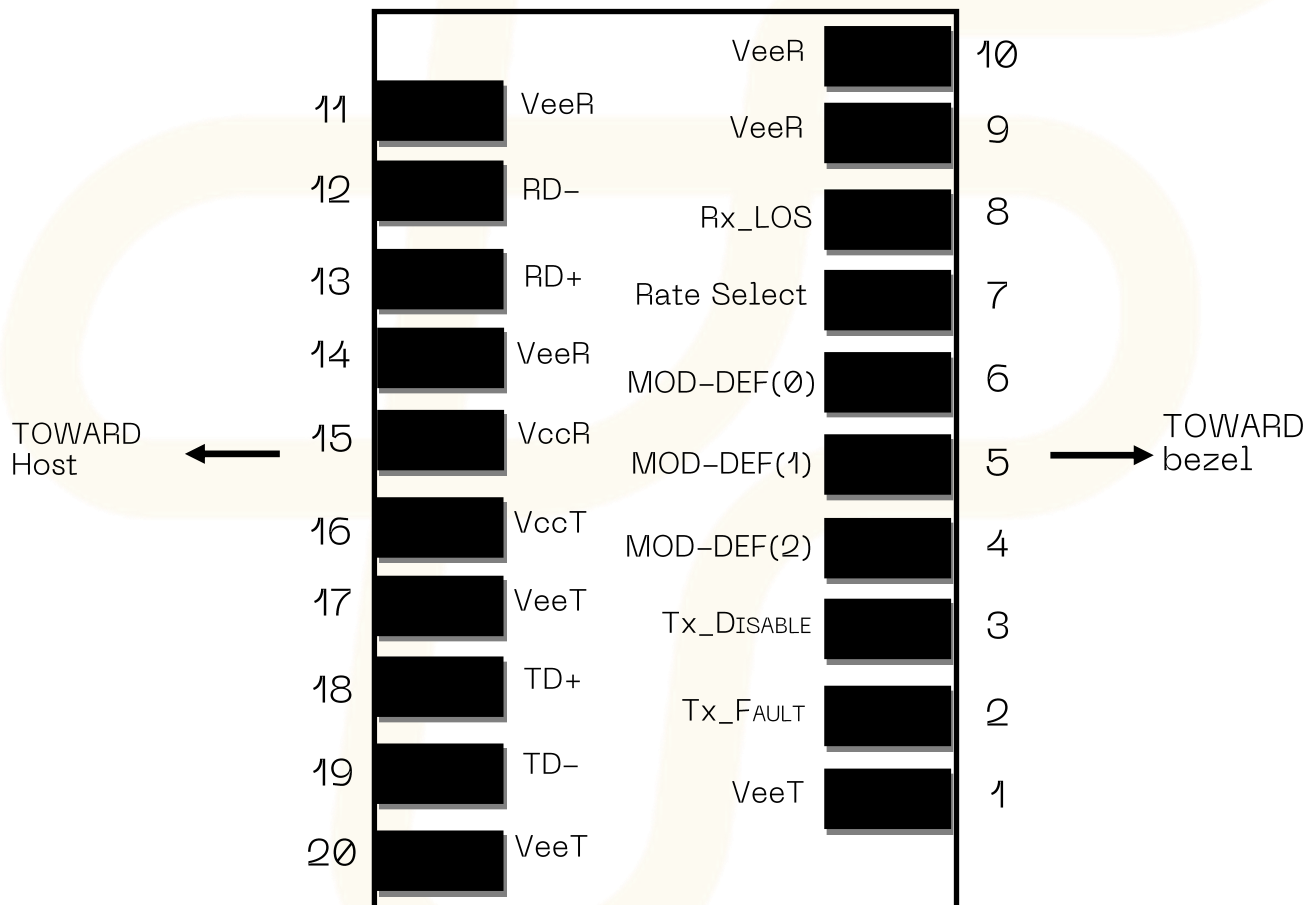 VeeR 10
11 VeeR
VeeR 9
12 RD-
Rx_LOS 8
13 RD+
Rate Select 7
14 VeeR
MOD-DEF(0) 6
TOWARD
Host
15 VccR
MOD-DEF(1) 5
TOWARD
bezel
16 VccT
MOD-DEF(2) 4
17 VeeT
Tx_DISABLE 3
18 TD+
Tx_FAULT 2
19 TD-
VeeT 1
20 VeeT